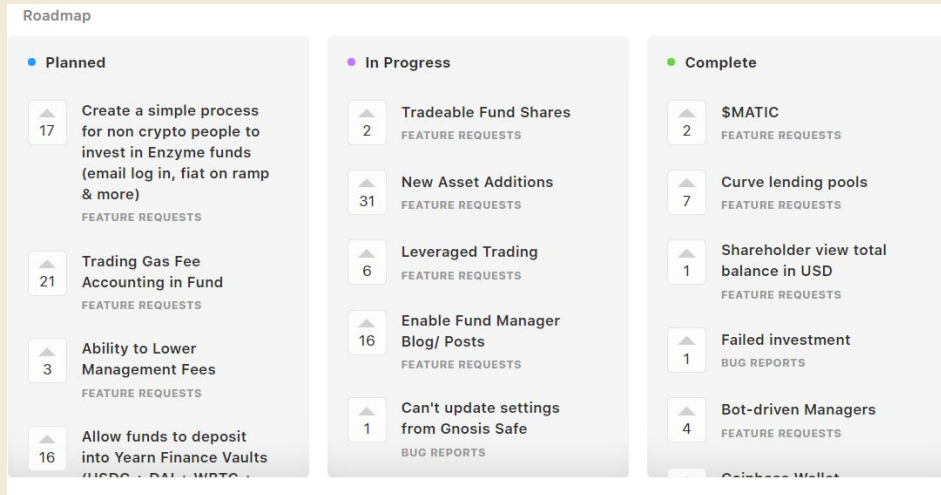 Roadmap
Planned
17
Create a simple process
for non crypto people to
invest in Enzyme funds
(email log in, fiat on ramp
& more)
FEATURE REQUESTS
21
Trading Gas Fee
Accounting in Fund
FEATURE REQUESTS
3
Ability to Lower
Management Fees
FEATURE REQUESTS
16
Allow funds to deposit
into Yearn Finance Vaults
(USDC + DAI + WBTC +
In Progress
2
Tradeable Fund Shares
FEATURE REQUESTS
31
New Asset Additions
FEATURE REQUESTS
6
Leveraged Trading
FEATURE REQUESTS
16
Enable Fund Manager
Blog/ Posts
FEATURE REQUESTS
1
Can't update settings
from Gnosis Safe
BUG REPORTS
Complete
2
$MATIC
FEATURE REQUESTS
7
Curve lending pools
FEATURE REQUESTS
1
Shareholder view total
balance in USD
FEATURE REQUESTS
1
Failed investment
BUG REPORTS
4
Bot-driven Managers
FEATURE REQUESTS
Coinbase Wallet